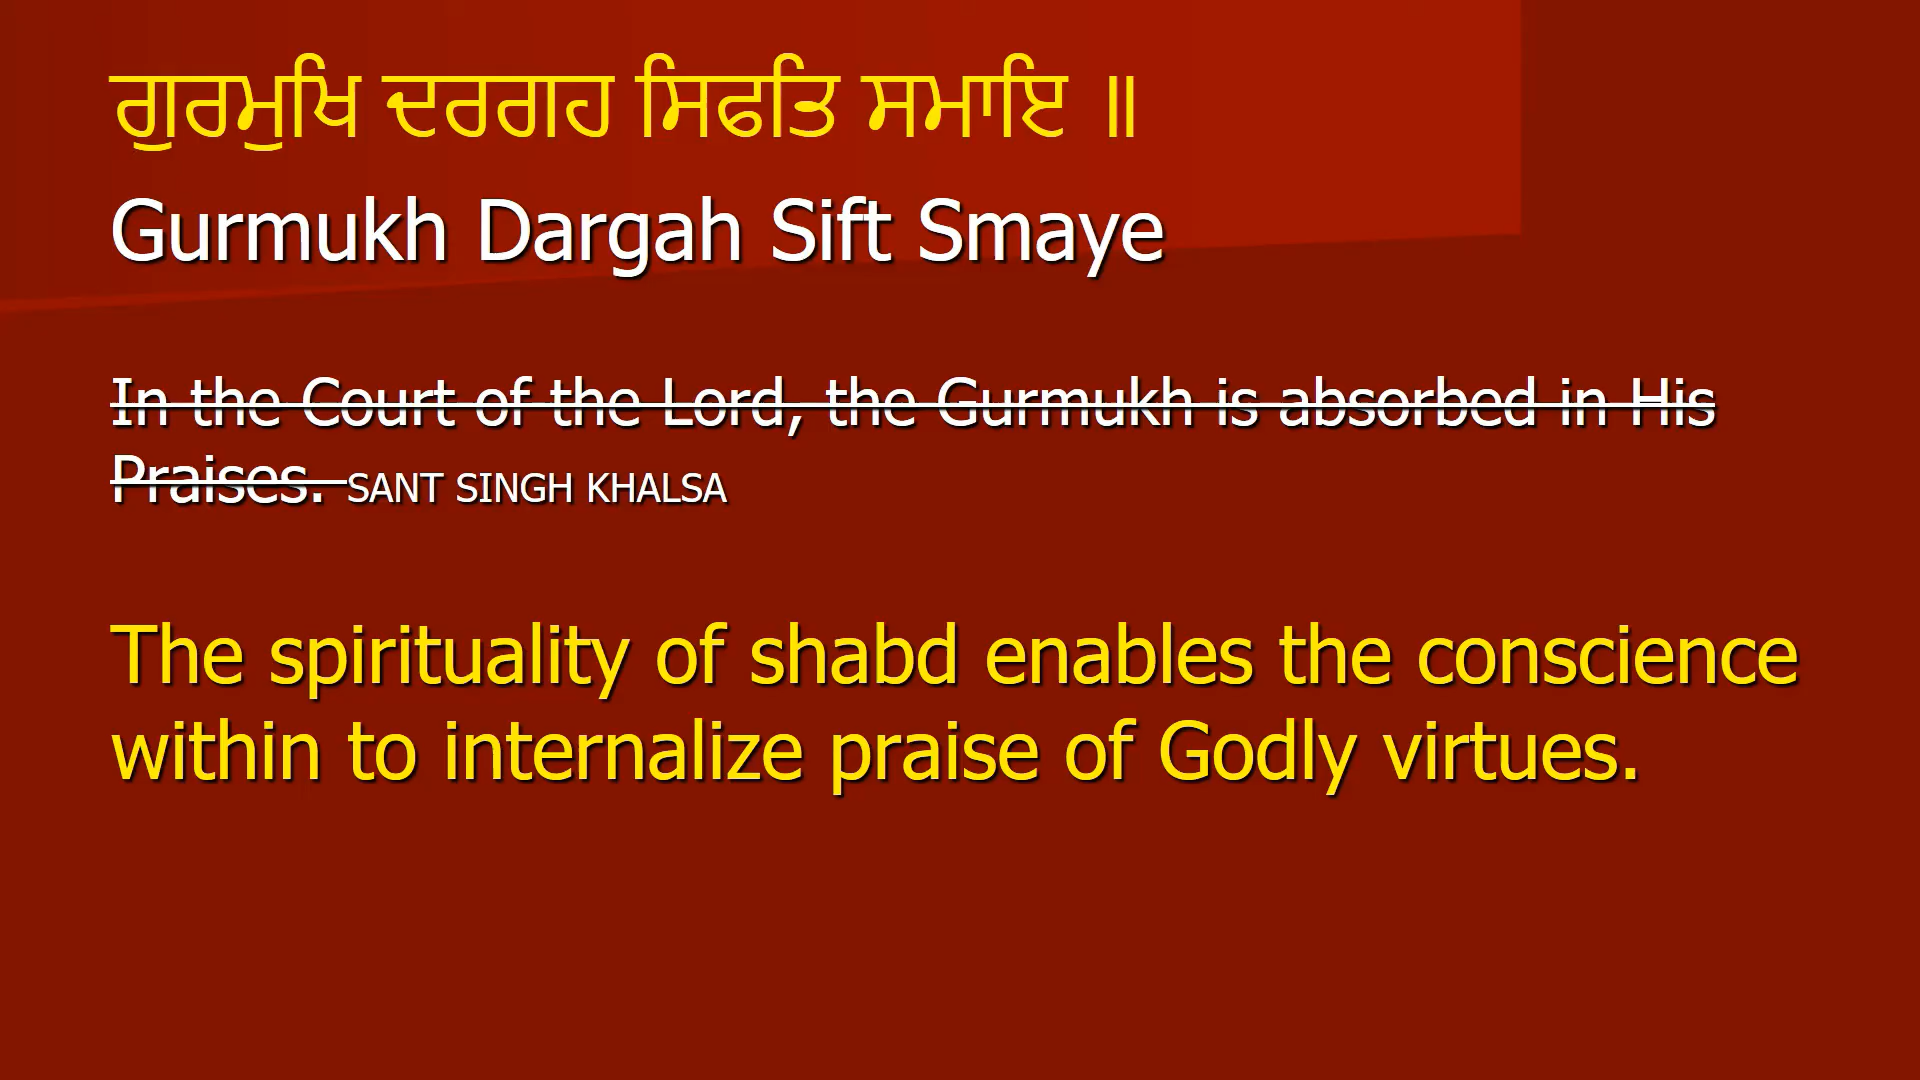 ਗੁਰਮੁਖਿ ਦਰਗਹ ਸਿਫਤਿ ਸਮਾਇ ॥
Gurmukh Dargah Sift Smaye
In the Court of the Lord, the Gurmukh is absorbed in His
Praises. SANT SINGH KHALSA
The spirituality of shabd enables the conscience
within to internalize praise of Godly virtues.